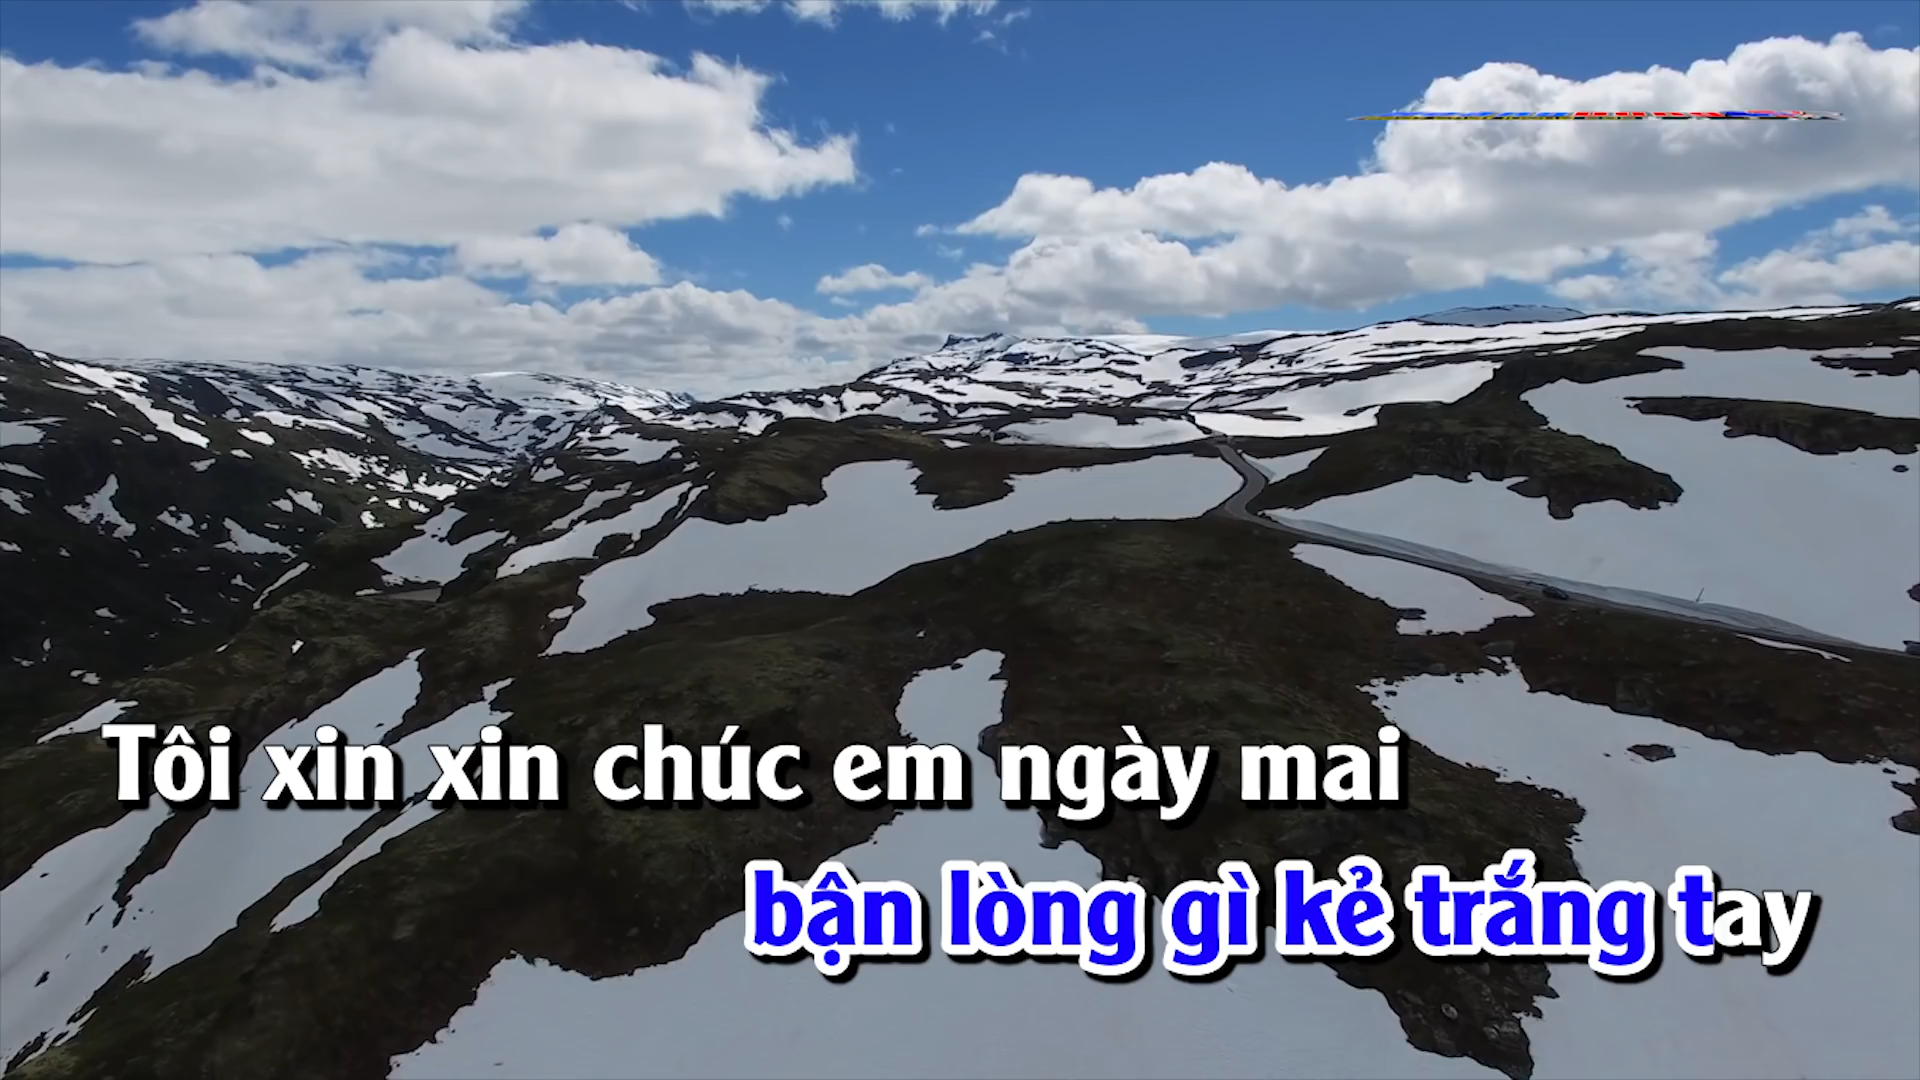 Tôi xin xin chúc em ngày mai
bận lòng gì kẻ trắng tay